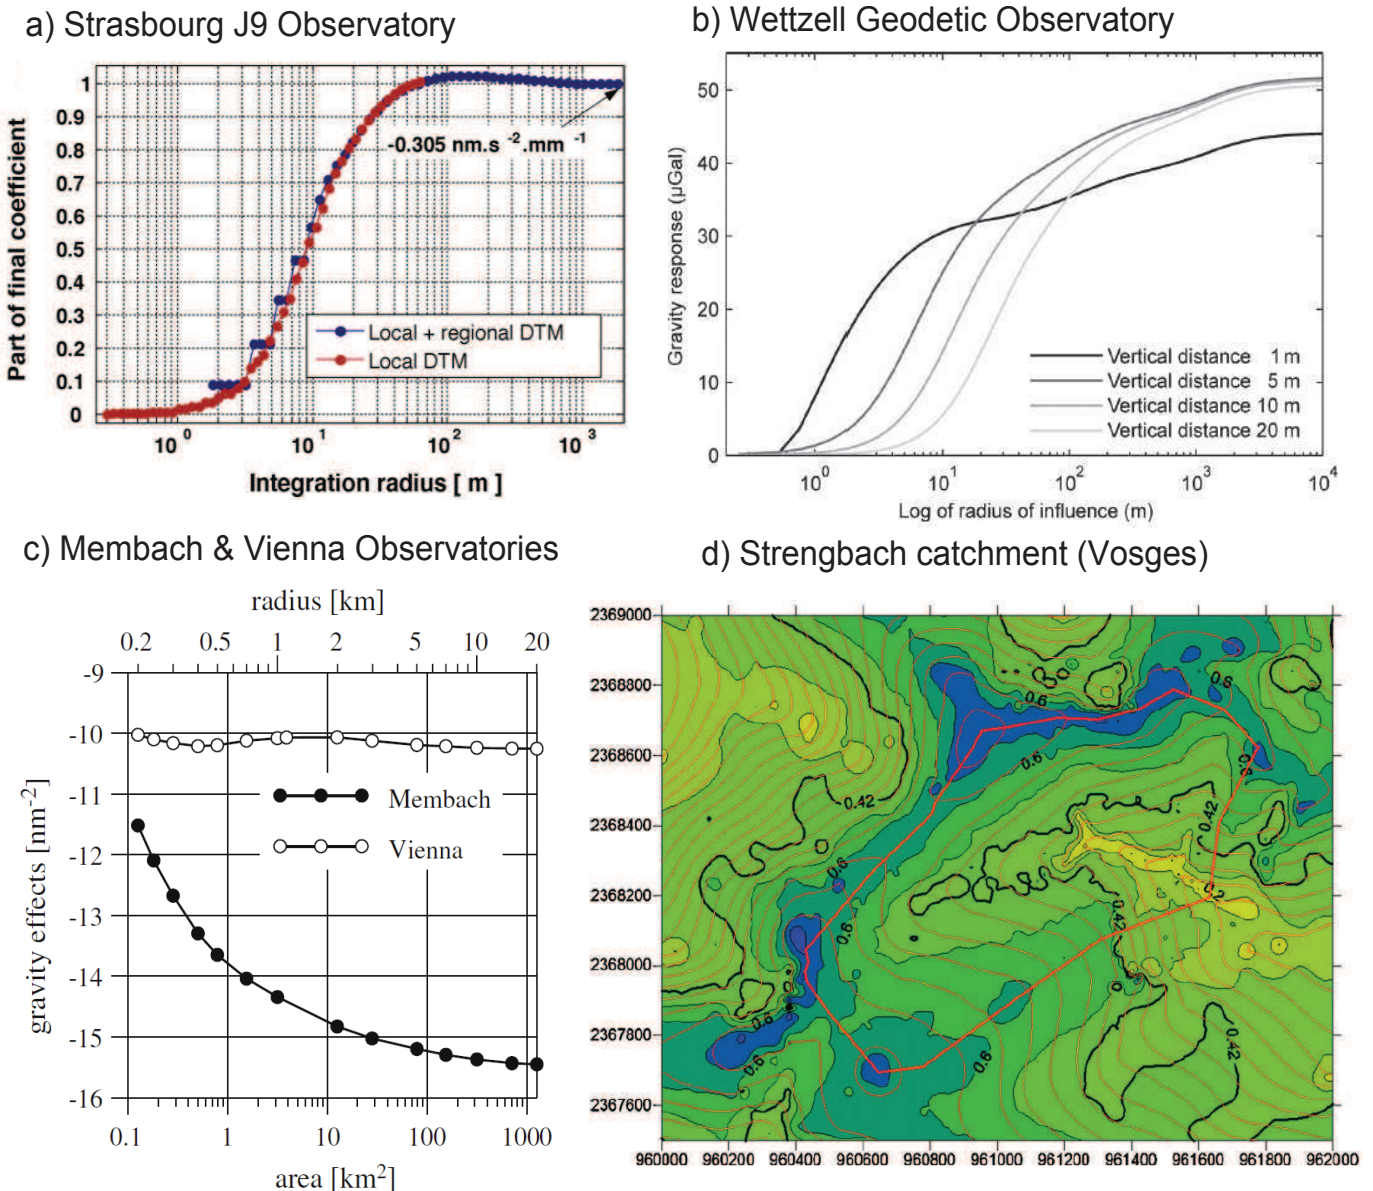 a) Strasbourg J9 Observatory
Part of final coefficient
1
0.9
0.8
0.7
0.6
0.5
0.4
0.3
0.2
0.1
0
-0.305 nm.s -2 .mm -1
Local + regional DTM
Local DTM
10 0 10 1 10 2 10 3
Integration radius [ m ]
b) Wettzell Geodetic Observatory
Gravity response (µGal)
50
40
30
20
10
0
Vertical distance 1 m
Vertical distance 5 m
Vertical distance 10 m
Vertical distance 20 m
10^0 10^1 10^2 10^3 10^4
Log of radius of influence (m)
c) Membach & Vienna Observatories
radius [km]
0.2 0.5 1 2 5 10 20
gravity effects [nm-2]
-9
-10
-11
-12
-13
-14
-15
-16
Membach
Vienna
0.1 1 10 100 1000
area [km2]
d) Strengbach catchment (Vosges)
2369000
2368800
2368600
2368400
2368200
2368000
2367800
2367600
0.6
0.6
0.6
0.42
0.42
0.6
0.2
0.6
0.42
0.6
0.6
0.6
0.42
960000 960200 960400 960600 960800 961000 961200 961400 961600 961800 962000